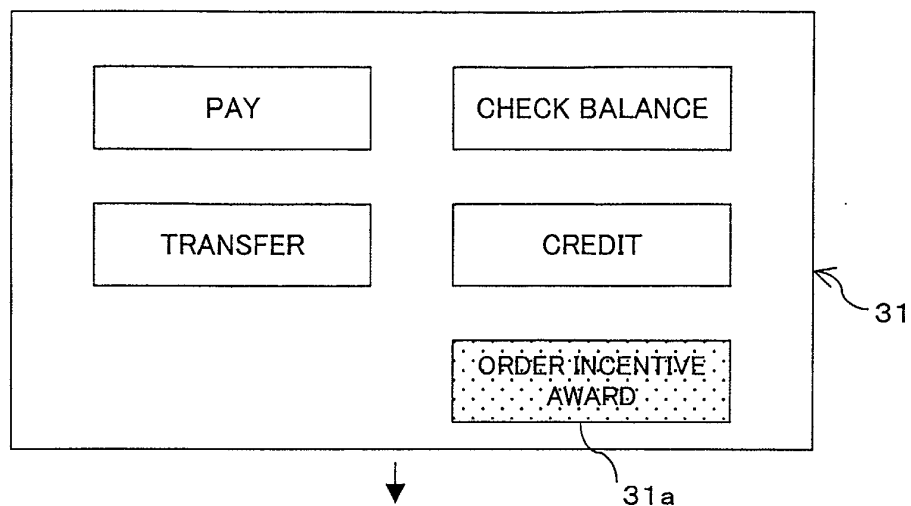 PAY
CHECK BALANCE
TRANSFER
CREDIT
31
ORDER INCENTIVE
AWARD
31a